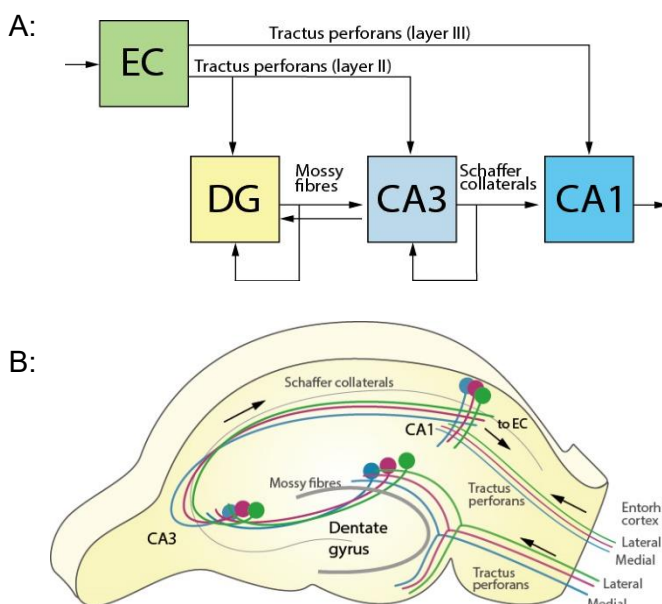 A:
Tractus perforans (layer III)
EC
Tractus perforans (layer II)
Mossy
fibres
Schaffer
collaterals
DG
CA3
CA1
B:
Schaffer collaterals
CA1
to EC
Mossy fibres
Tractus
perforans
Entorh
cortex
Dentate
gyrus
Lateral
Medial
CA3
Tractus
perforans
Lateral
Medial